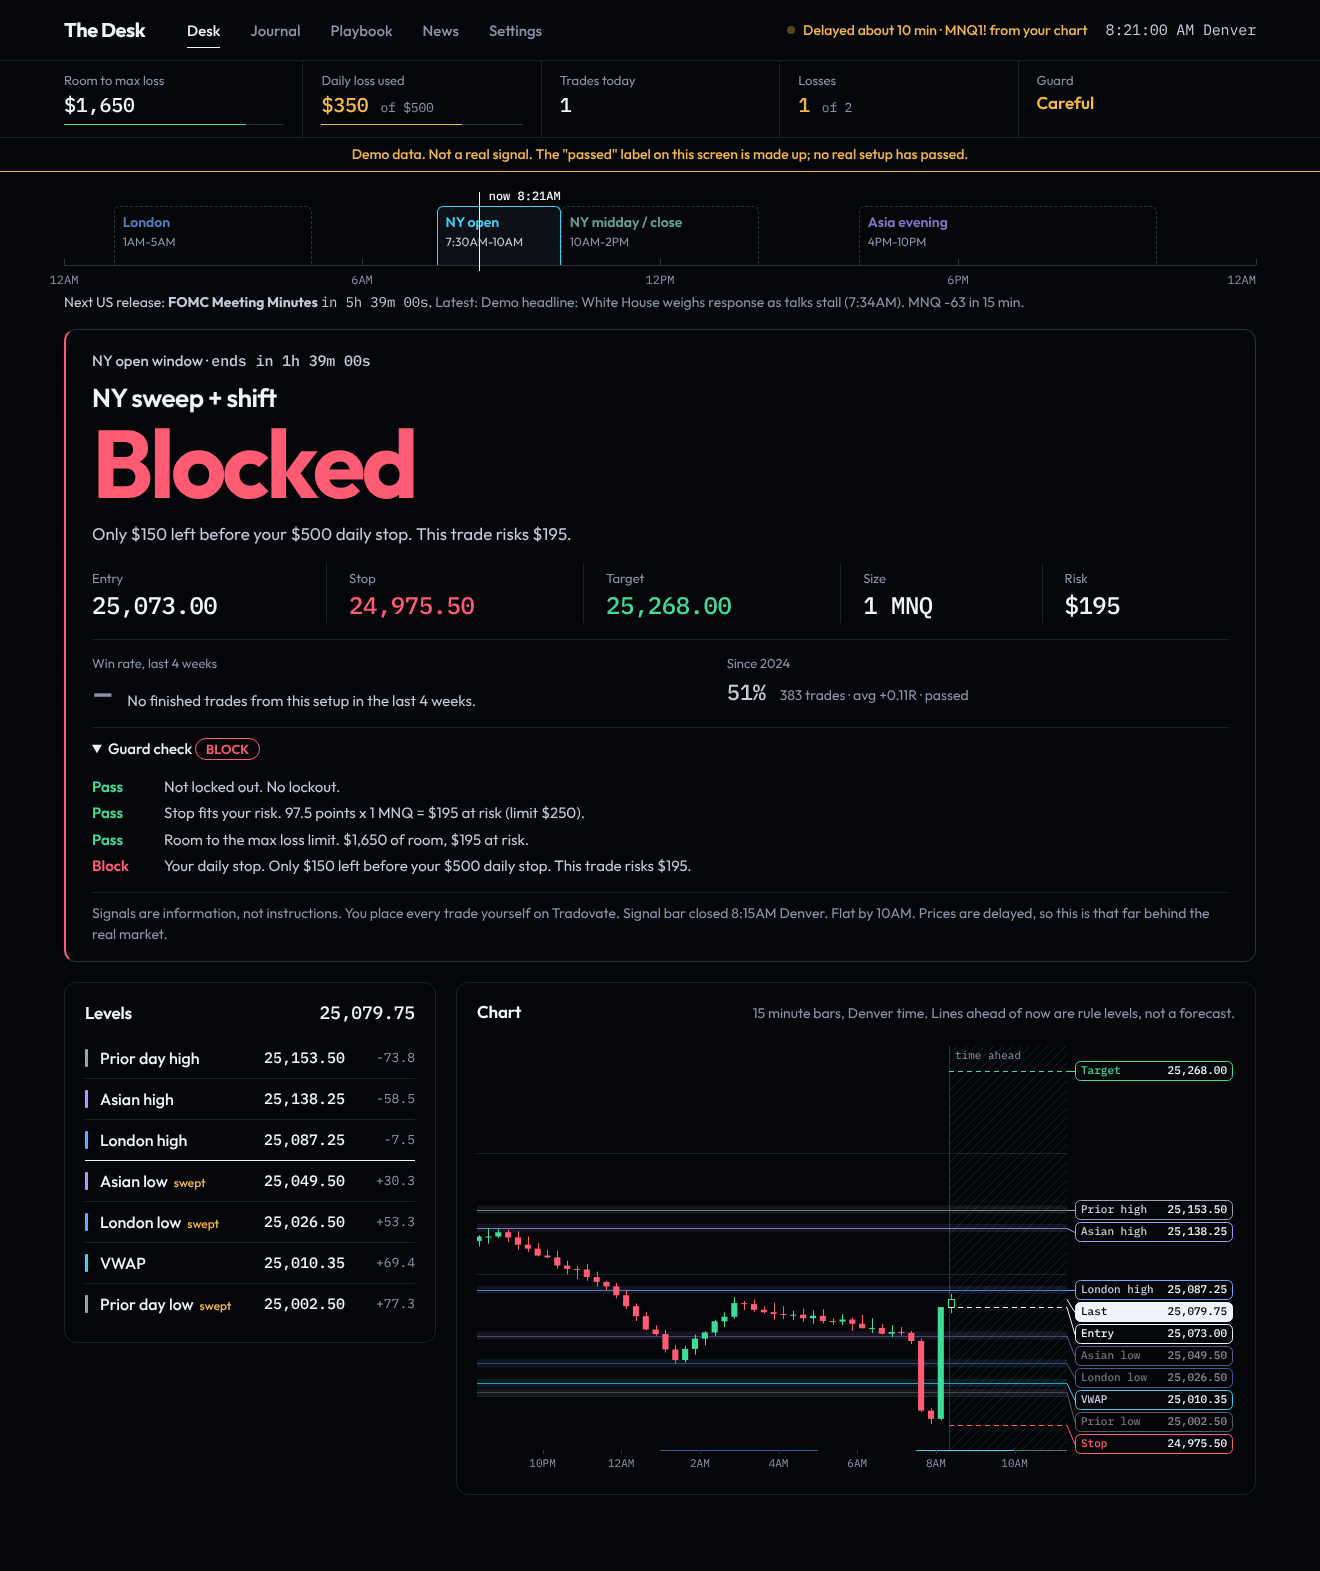 The Desk
Desk Journal Playbook News Settings
Delayed about 10 min · MNQ1! from your chart 8:21:00 AM Denver
Room to max loss
$1,650
Daily loss used
$350 of $500
Trades today
1
Losses
1 of 2
Guard
Careful
Demo data. Not a real signal. The "passed" label on this screen is made up; no real setup has passed.
now 8:21AM
London
1AM-5AM
NY open
7:30AM-10AM
NY midday / close
10AM-2PM
Asia evening
4PM-10PM
12AM 6AM 12PM 6PM 12AM
Next US release: FOMC Meeting Minutes in 5h 39m 00s. Latest: Demo headline: White House weighs response as talks stall (7:34AM). MNQ -63 in 15 min.
NY open window · ends in 1h 39m 00s
NY sweep + shift
Blocked
Only $150 left before your $500 daily stop. This trade risks $195.
Entry
25,073.00
Stop
24,975.50
Target
25,268.00
Size
1 MNQ
Risk
$195
Win rate, last 4 weeks
— No finished trades from this setup in the last 4 weeks.
Since 2024
51% 383 trades · avg +0.11R · passed
▼ Guard check BLOCK
Pass Not locked out. No lockout.
Pass Stop fits your risk. 97.5 points x 1 MNQ = $195 at risk (limit $250).
Pass Room to the max loss limit. $1,650 of room, $195 at risk.
Block Your daily stop. Only $150 left before your $500 daily stop. This trade risks $195.
Signals are information, not instructions. You place every trade yourself on Tradovate. Signal bar closed 8:15AM Denver. Flat by 10AM. Prices are delayed, so this is that far behind the
real market.
Levels 25,079.75
Prior day high 25,153.50 -73.8
Asian high 25,138.25 -58.5
London high 25,087.25 -7.5
Asian low swept 25,049.50 +30.3
London low swept 25,026.50 +53.3
VWAP 25,010.35 +69.4
Prior day low swept 25,002.50 +77.3
Chart
15 minute bars, Denver time. Lines ahead of now are rule levels, not a forecast.
time ahead
Target 25,268.00
Prior high 25,153.50
Asian high 25,138.25
London high 25,087.25
Last 25,079.75
Entry 25,073.00
Asian low 25,049.50
London low 25,026.50
VWAP 25,010.35
Prior low 25,002.50
Stop 24,975.50
10PM 12AM 2AM 4AM 6AM 8AM 10AM